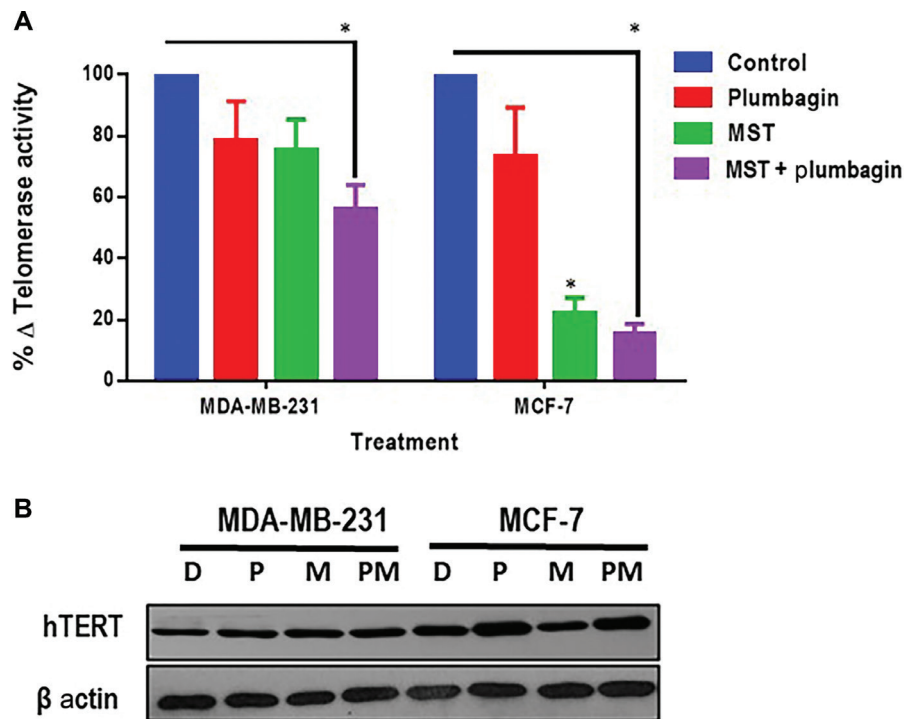 A
*
*
100
80
60
40
20
0
% Δ Telomerase activity
*
Control
Plumbagin
MST
MST + plumbagin
MDA-MB-231
MCF-7
Treatment
B
MDA-MB-231 MCF-7
D P M PM D P M PM
hTERT
β actin